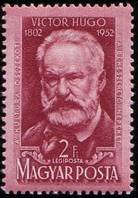 VICTOR HUGO
1802 1952
2 Ft
LÉGIPOSTA
MAGYAR POSTA